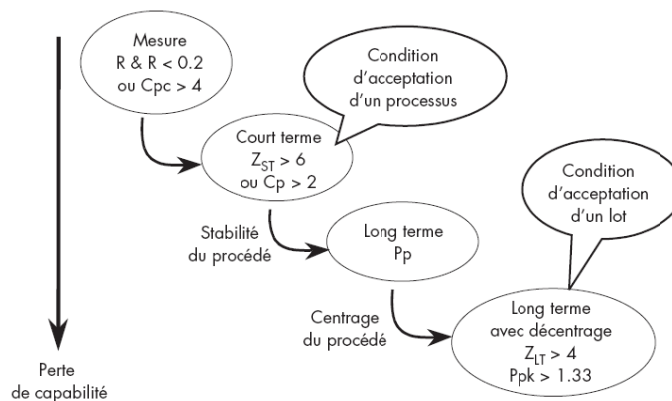 Mesure
R & R < 0.2
ou Cpc > 4
Condition
d'acceptation
d'un processus
Court terme
Z_ST > 6
ou Cp > 2
Condition
d'acceptation
d'un lot
Stabilité
du procédé
Long terme
Pp
Centrage
du procédé
Long terme
avec décentrage
Z_LT > 4
Ppk > 1.33
Perte
de capabilité